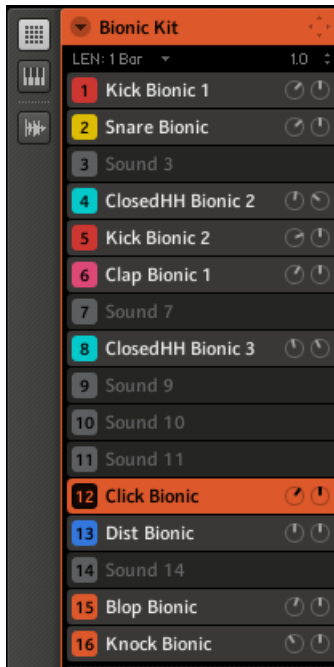 Bionic Kit
LEN: 1 Bar 1.0
1 Kick Bionic 1
2 Snare Bionic
3 Sound 3
4 ClosedHH Bionic 2
5 Kick Bionic 2
6 Clap Bionic 1
7 Sound 7
8 ClosedHH Bionic 3
9 Sound 9
10 Sound 10
11 Sound 11
12 Click Bionic
13 Dist Bionic
14 Sound 14
15 Blop Bionic
16 Knock Bionic